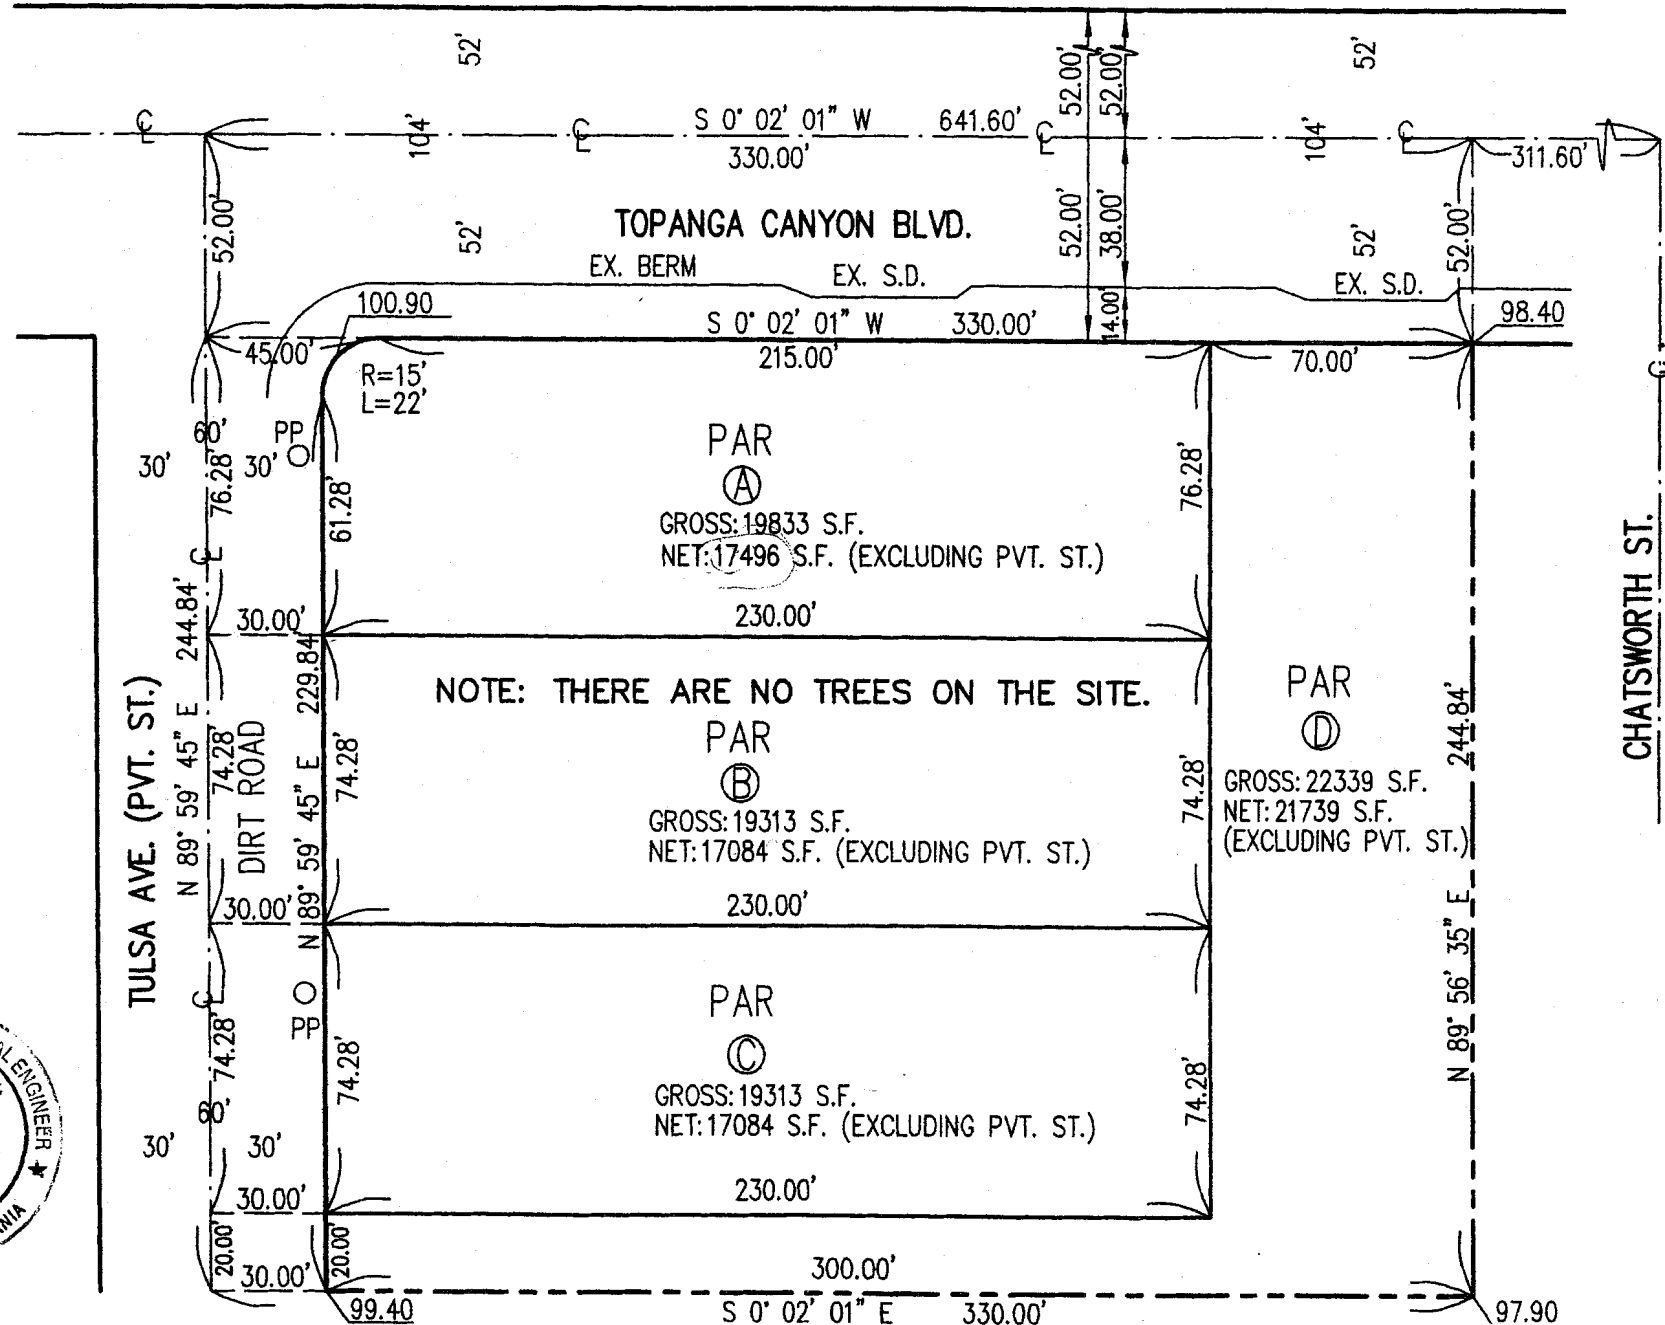 52'
52'
52.00'
52.00'
℄
104'
℄
S 0° 02' 01" W 641.60'
330.00'
℄
104'
℄
311.60'
52.00'
52'
TOPANGA CANYON BLVD.
52.00'
38.00'
52'
52.00'
EX. BERM
EX. S.D.
EX. S.D.
100.90
S 0° 02' 01" W 330.00'
14.00'
98.40
45.00'
215.00'
70.00'
R=15'
L=22'
℄
60'
PP
30'
76.28'
30'
61.28'
PAR
A
GROSS: 19833 S.F.
NET: 17496 S.F. (EXCLUDING PVT. ST.)
76.28'
℄
CHATSWORTH ST.
30.00'
230.00'
TULSA AVE. (PVT. ST.)
N 89° 59' 45" E 244.84'
74.28'
DIRT ROAD
N 89° 59' 45" E 229.84'
74.28'
NOTE: THERE ARE NO TREES ON THE SITE.
PAR
B
GROSS: 19313 S.F.
NET: 17084 S.F. (EXCLUDING PVT. ST.)
74.28'
PAR
D
GROSS: 22339 S.F.
NET: 21739 S.F.
(EXCLUDING PVT. ST.)
N 89° 56' 35" E 244.84'
30.00'
230.00'
℄
PP
74.28'
74.28'
PAR
C
GROSS: 19313 S.F.
NET: 17084 S.F. (EXCLUDING PVT. ST.)
74.28'
60'
30'
30'
ENGINEER ★
30.00'
230.00'
20.00'
30.00'
20.00'
300.00'
99.40
S 0° 02' 01" E 330.00'
97.90